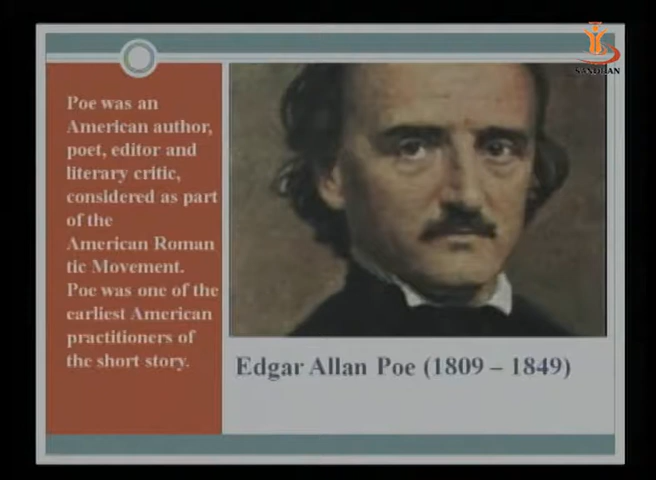 SANDHAN
Poe was an
American author,
poet, editor and
literary critic,
considered as part
of the
American Roman
tic Movement.
Poe was one of the
earliest American
practitioners of
the short story.
Edgar Allan Poe (1809 – 1849)